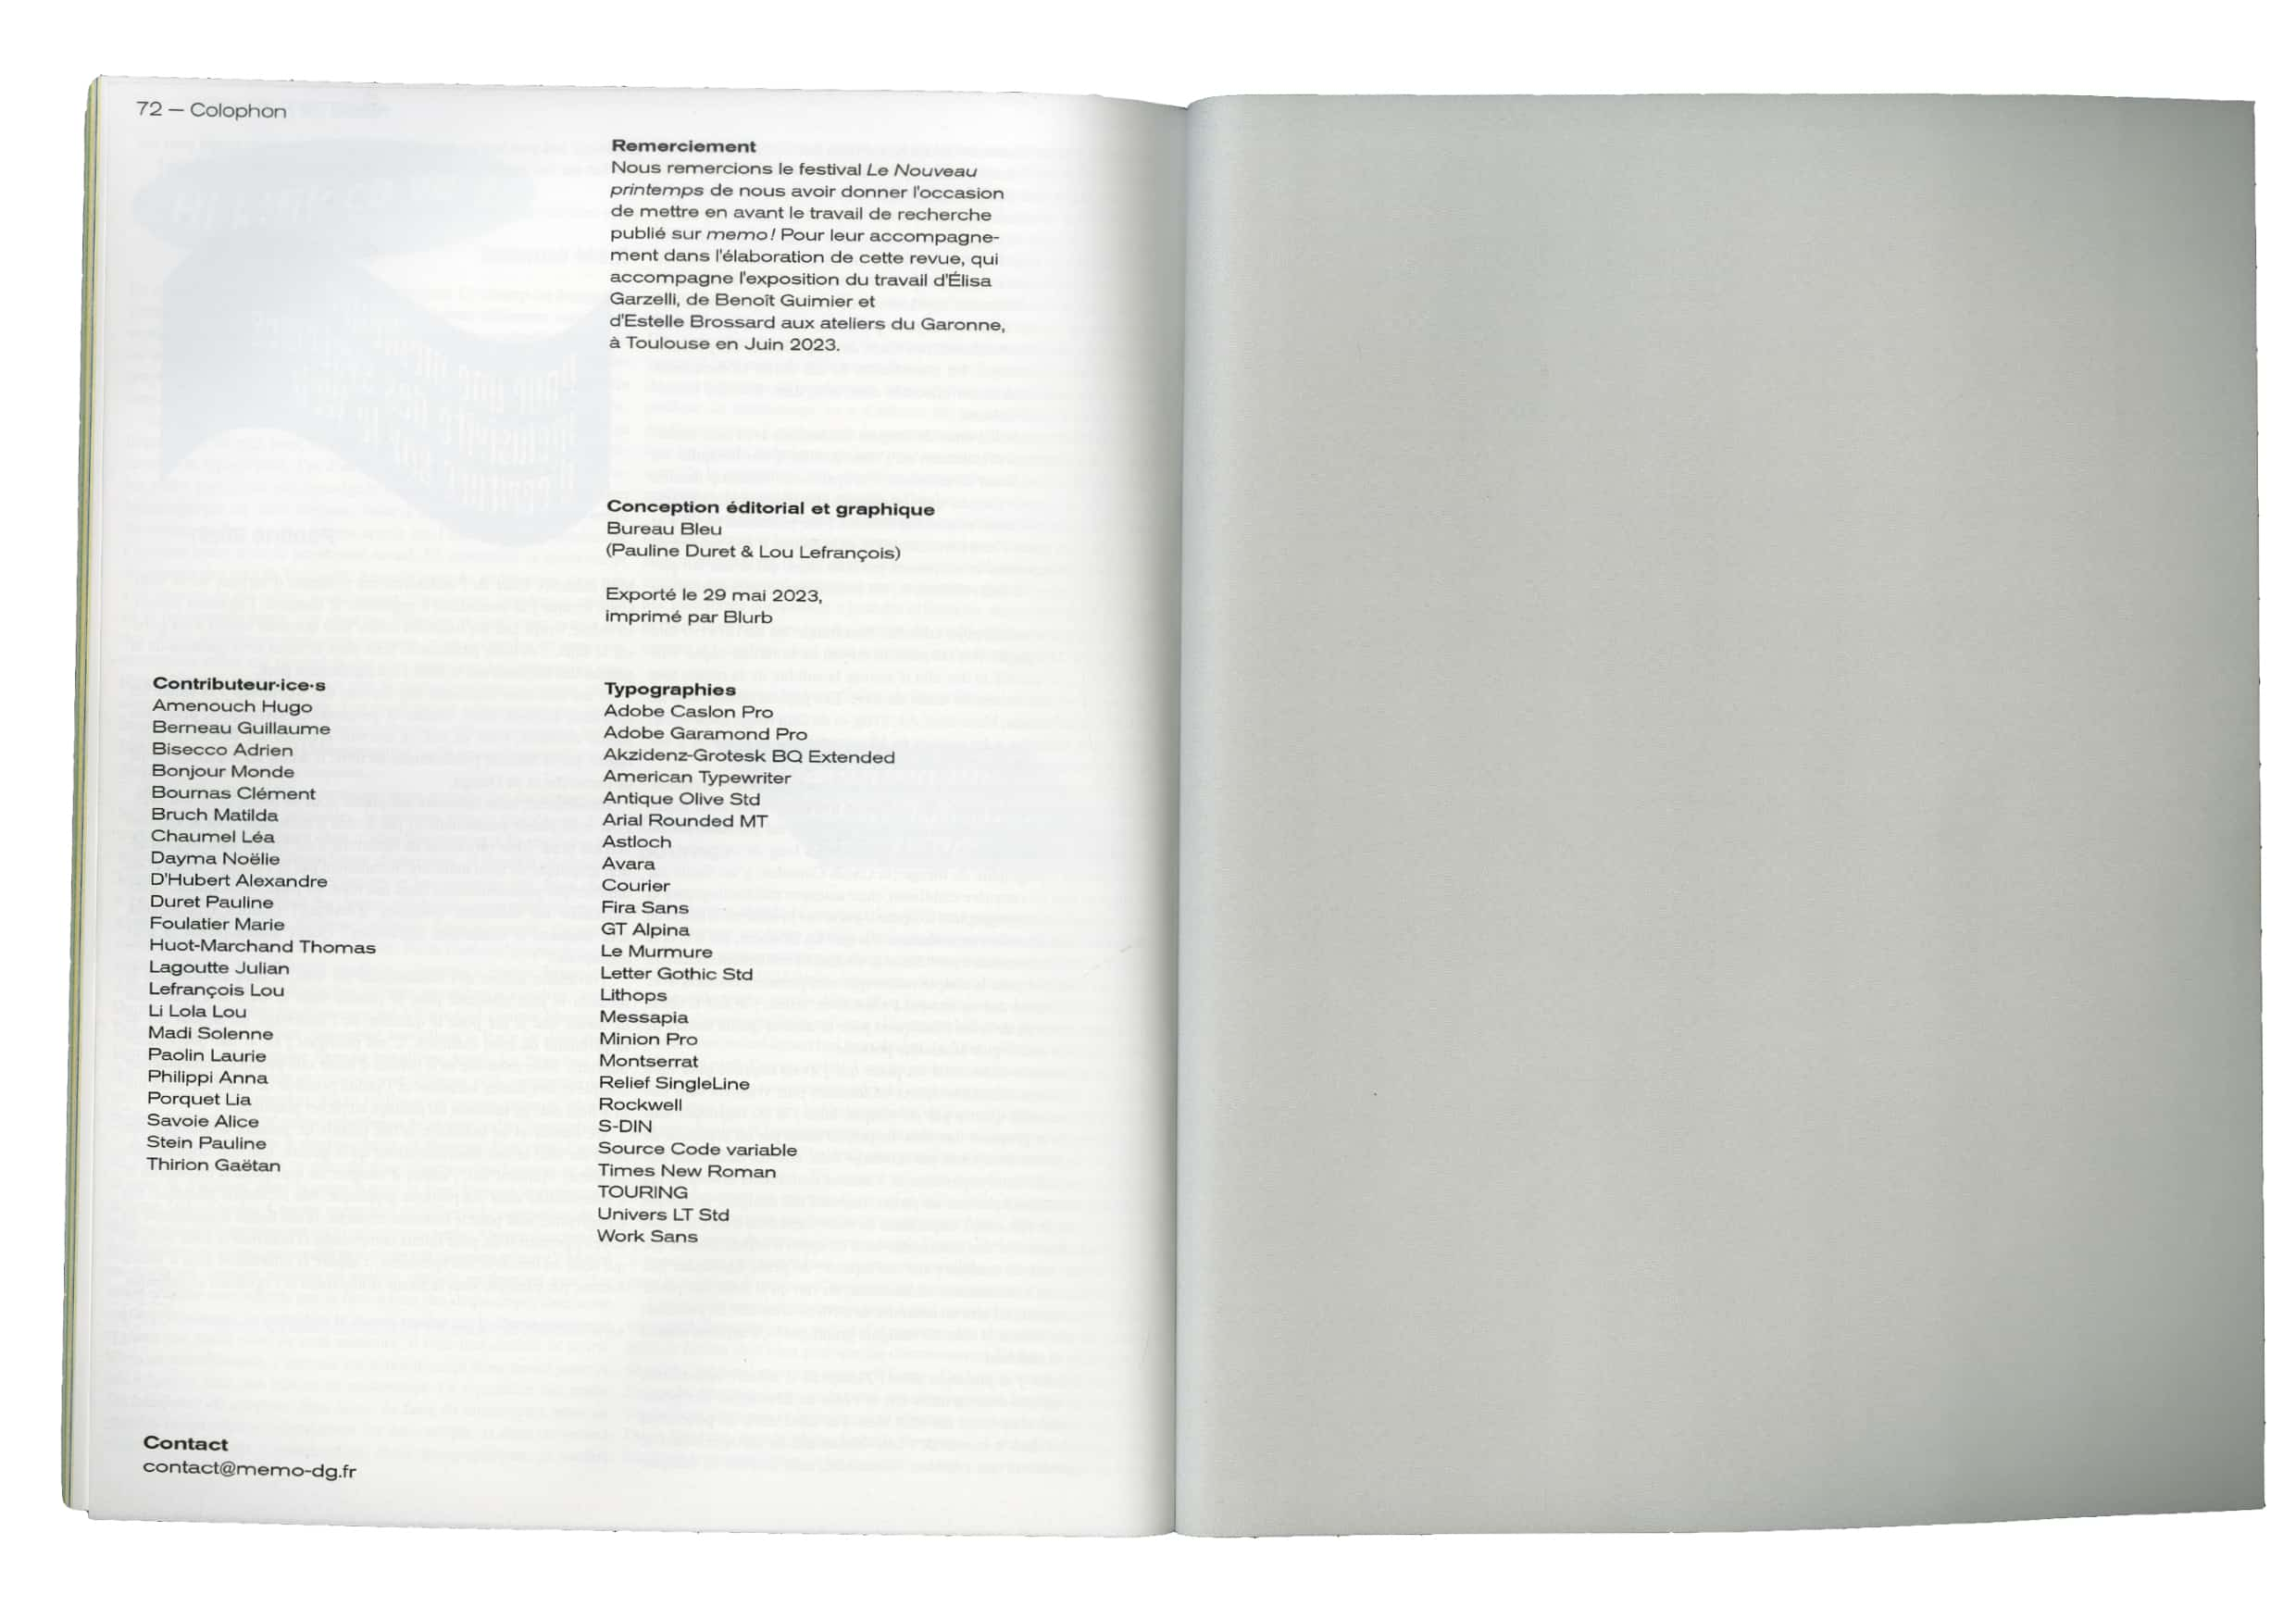 72 — Colophon
Remerciement
Nous remercions le festival Le Nouveau
printemps de nous avoir donner l'occasion
de mettre en avant le travail de recherche
publié sur memo! Pour leur accompagne-
ment dans l'élaboration de cette revue, qui
accompagne l'exposition du travail d'Élisa
Garzelli, de Benoît Guimier et
d'Estelle Brossard aux ateliers du Garonne,
à Toulouse en Juin 2023.
Conception éditorial et graphique
Bureau Bleu
(Pauline Duret & Lou Lefrançois)
Exporté le 29 mai 2023,
imprimé par Blurb
Contributeur·ice·s
Amenouch Hugo
Berneau Guillaume
Bisecco Adrien
Bonjour Monde
Bournas Clément
Bruch Matilda
Chaumel Léa
Dayma Noëlie
D'Hubert Alexandre
Duret Pauline
Foulatier Marie
Huot-Marchand Thomas
Lagoutte Julian
Lefrançois Lou
Li Lola Lou
Madi Solenne
Paolin Laurie
Philippi Anna
Porquet Lia
Savoie Alice
Stein Pauline
Thirion Gaëtan
Typographies
Adobe Caslon Pro
Adobe Garamond Pro
Akzidenz-Grotesk BQ Extended
American Typewriter
Antique Olive Std
Arial Rounded MT
Astloch
Avara
Courier
Fira Sans
GT Alpina
Le Murmure
Letter Gothic Std
Lithops
Messapia
Minion Pro
Montserrat
Relief SingleLine
Rockwell
S-DIN
Source Code variable
Times New Roman
TOURING
Univers LT Std
Work Sans
Contact
contact@memo-dg.fr